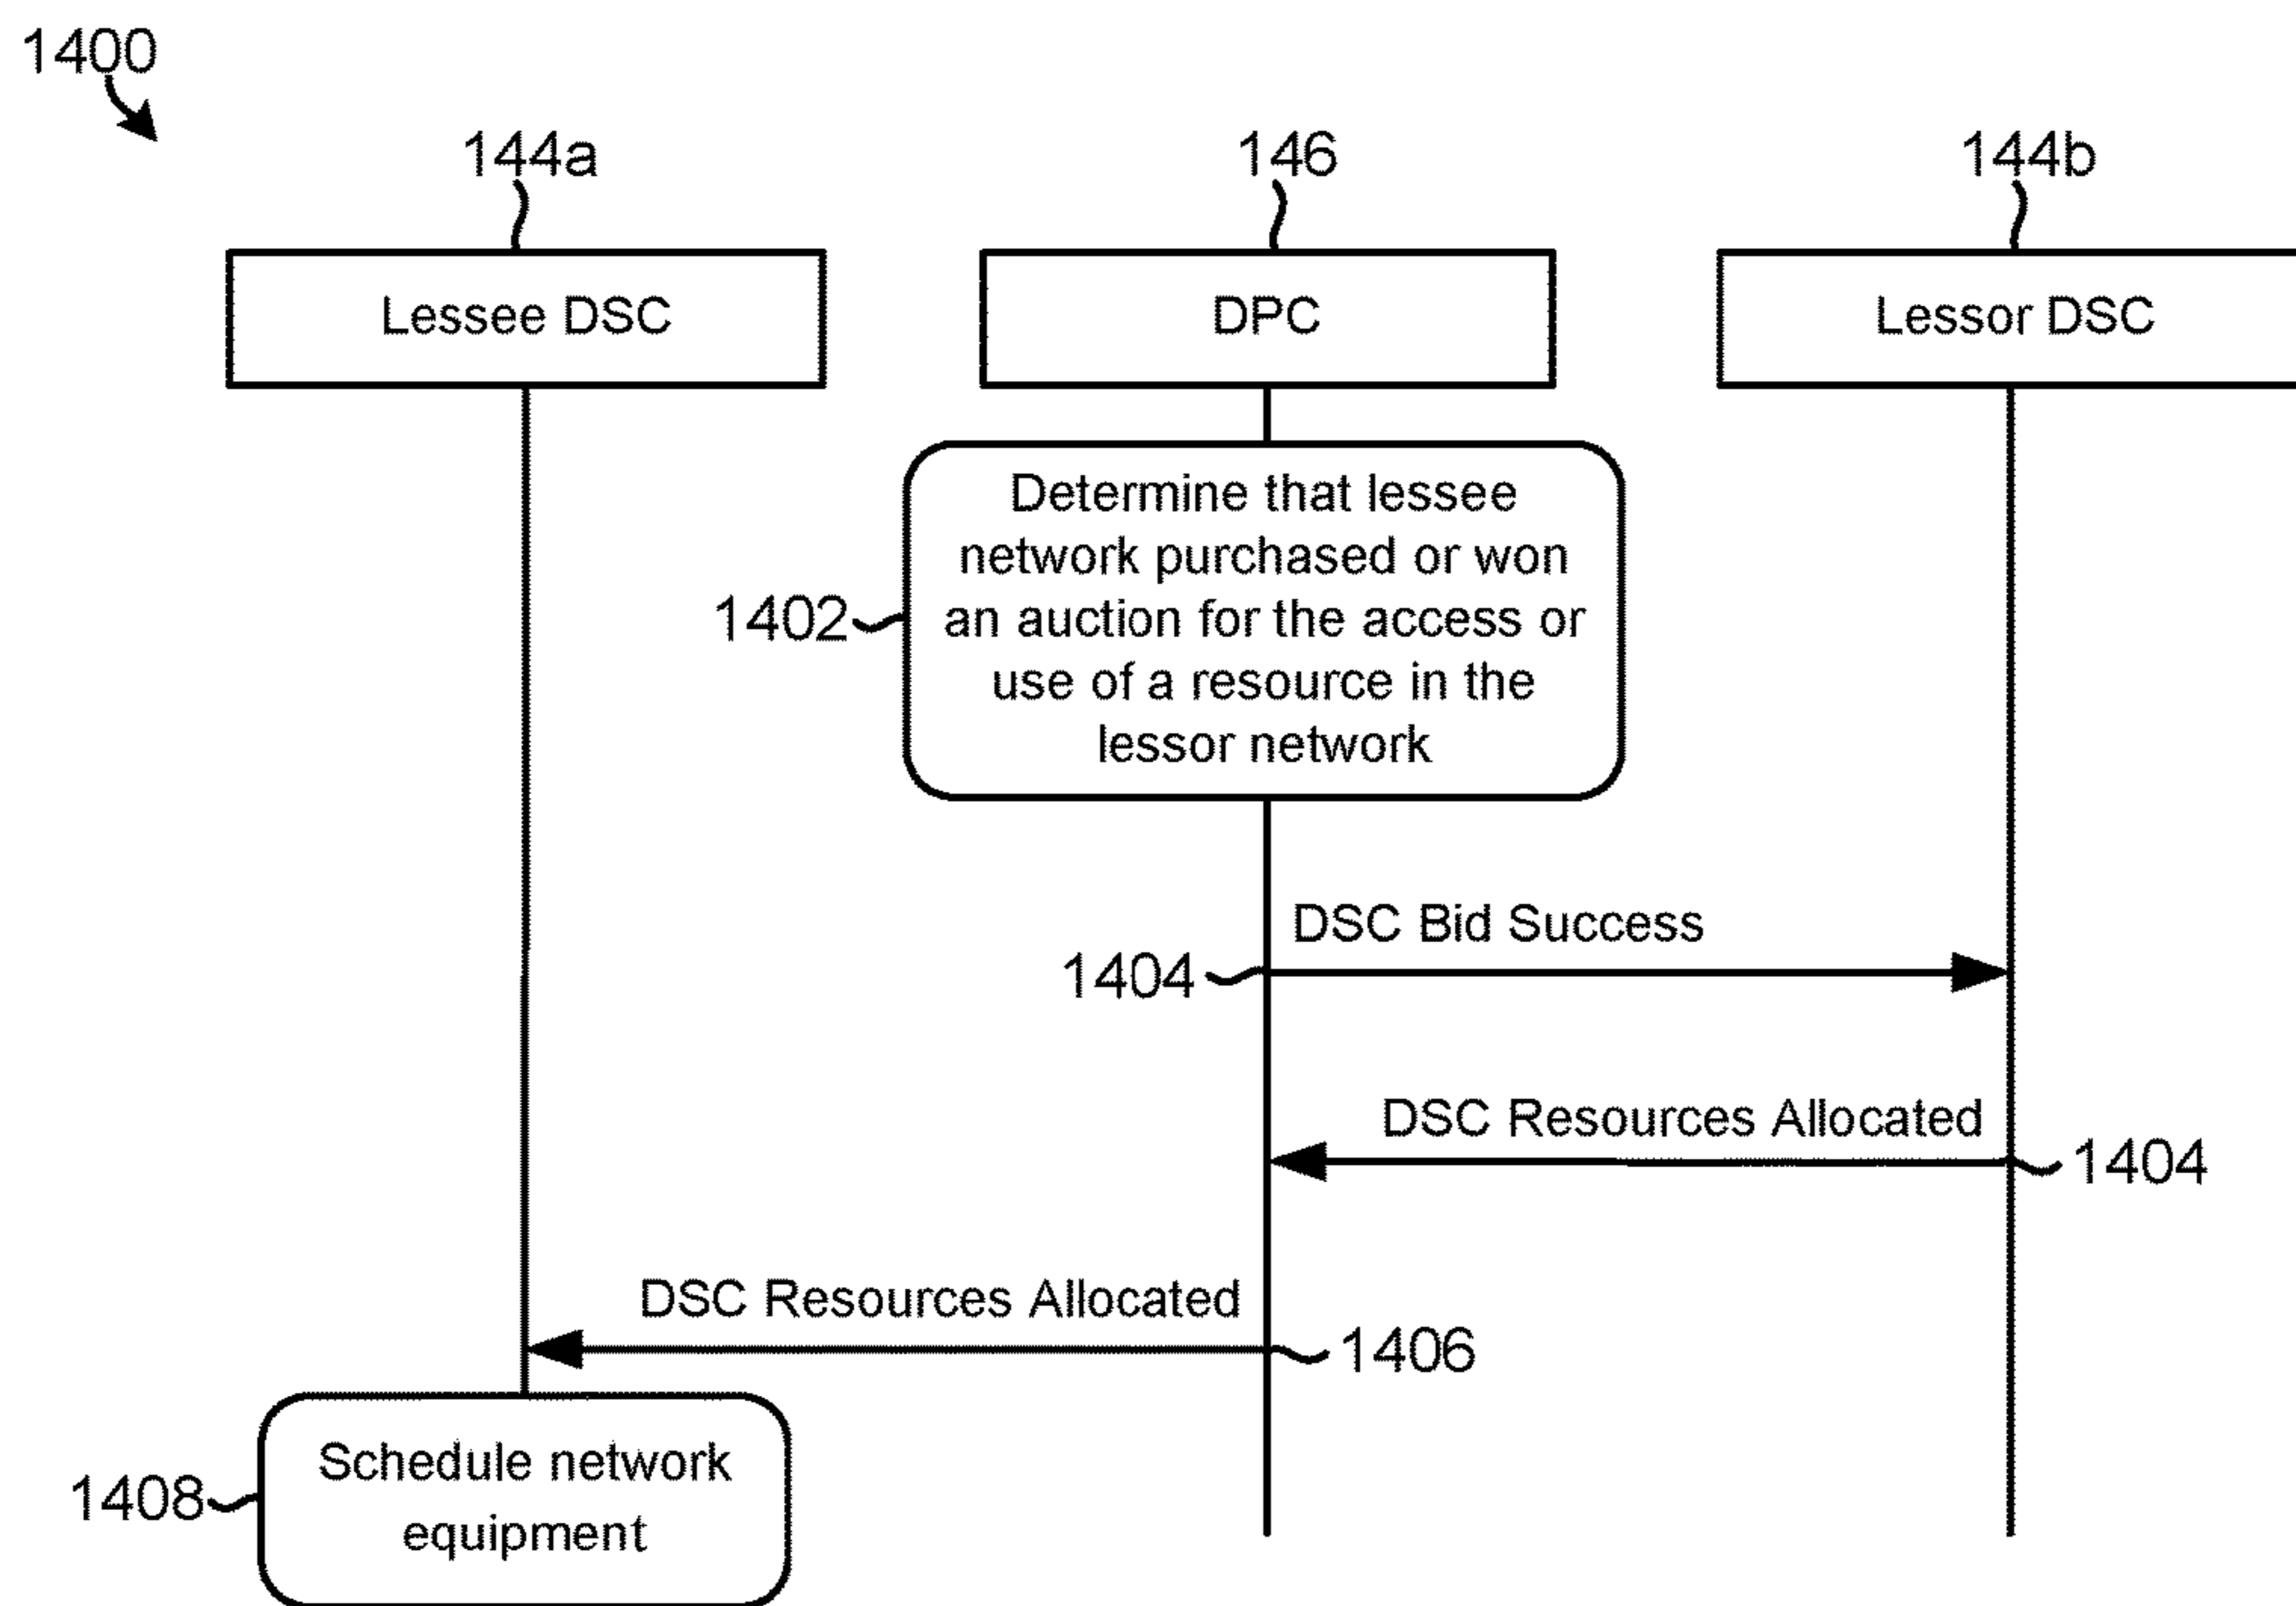 1400
144a
146
144b
Lessee DSC
DPC
Lessor DSC
Determine that lessee
network purchased or won
an auction for the access or
use of a resource in the
lessor network
1402
DSC Bid Success
1404
DSC Resources Allocated
1404
DSC Resources Allocated
1406
Schedule network
equipment
1408